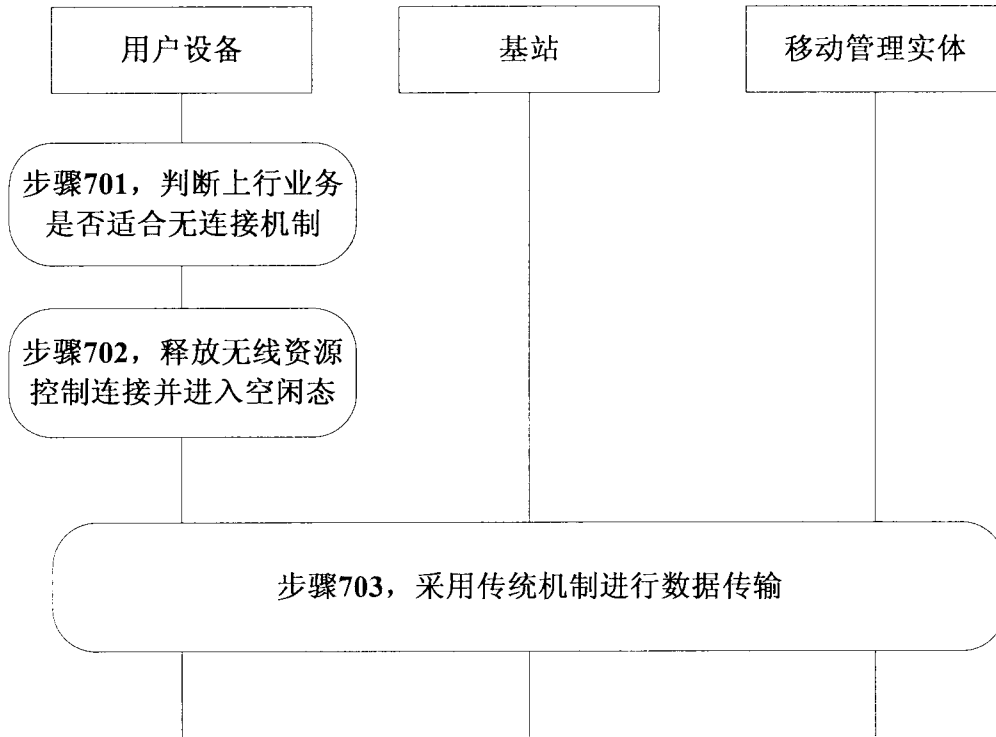 用户设备
基站
移动管理实体
步骤701，判断上行业务
是否适合无连接机制
步骤702，释放无线资源
控制连接并进入空闲态
步骤703，采用传统机制进行数据传输